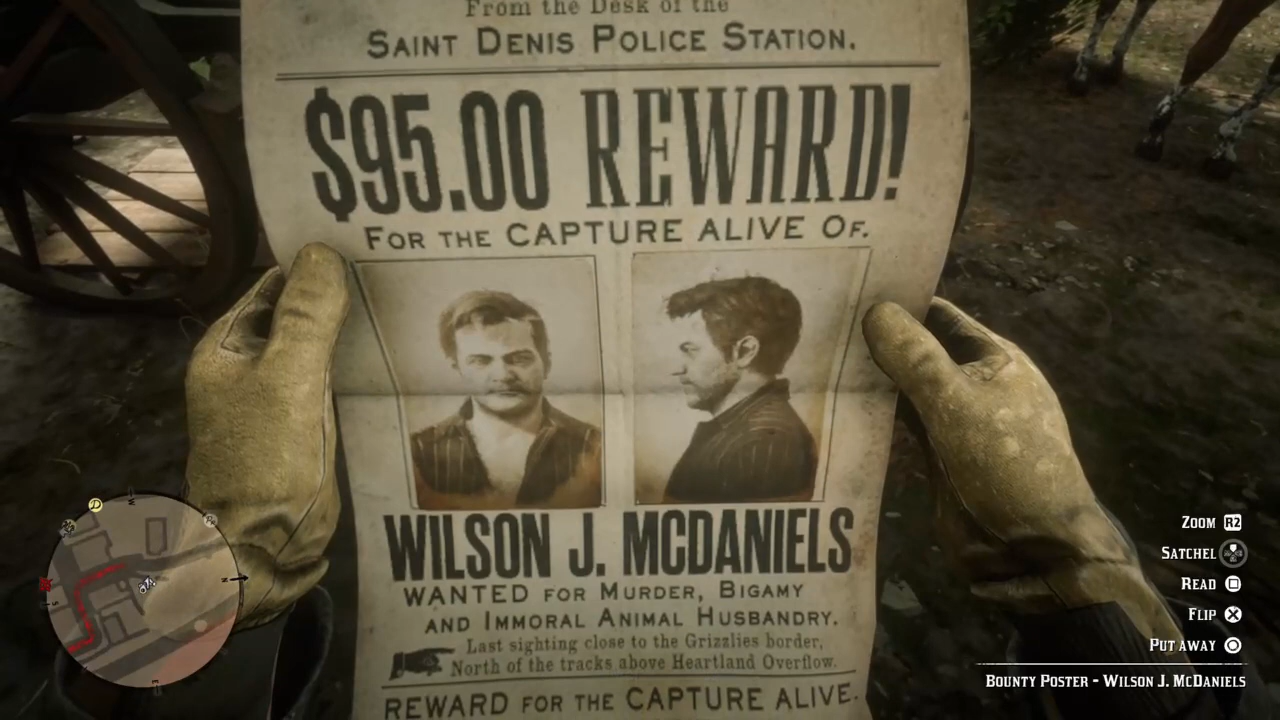 From the Desk of the
SAINT DENIS POLICE STATION.
$95.00 REWARD!
FOR THE CAPTURE ALIVE OF.
WILSON J. MCDANIELS
WANTED FOR MURDER, BIGAMY
AND IMMORAL ANIMAL HUSBANDRY.
Last sighting close to the Grizzlies border,
North of the tracks above Heartland Overflow.
REWARD FOR THE CAPTURE ALIVE.
ZOOM R2
SATCHEL
READ
FLIP
PUT AWAY
BOUNTY POSTER - WILSON J. MCDANIELS